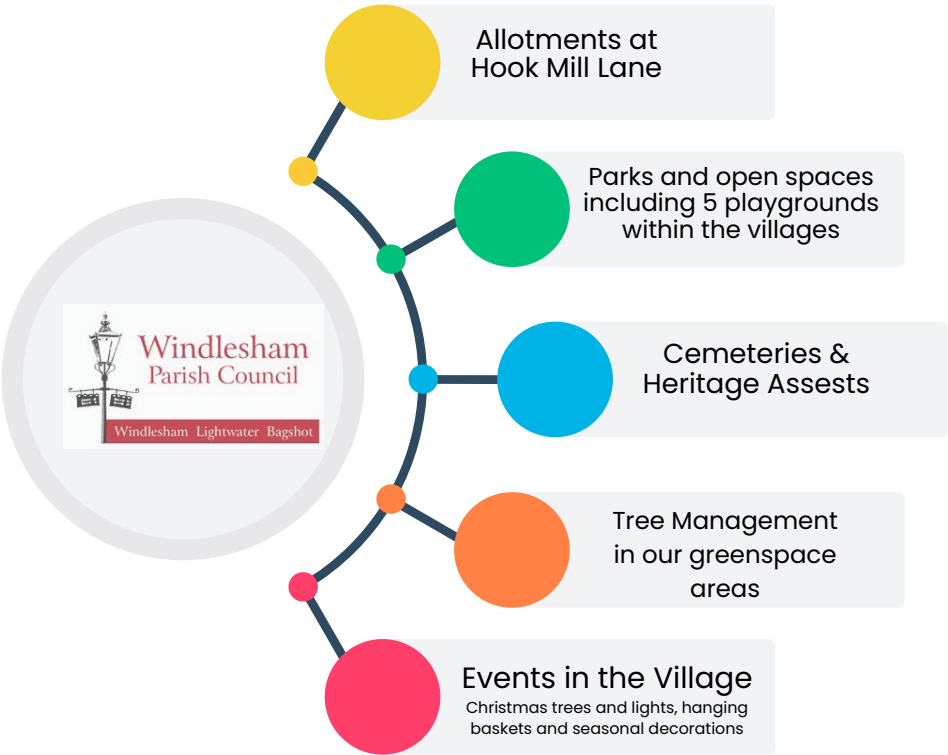 Windlesham
Parish Council
Windlesham Lightwater Bagshot
Allotments at
Hook Mill Lane
Parks and open spaces
including 5 playgrounds
within the villages
Cemeteries &
Heritage Assests
Tree Management
in our greenspace
areas
Events in the Village
Christmas trees and lights, hanging
baskets and seasonal decorations